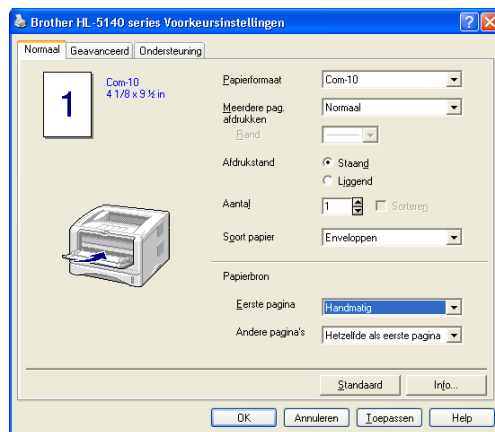 Brother HL-5140 series Voorkeursinstellingen
Normaal Geavanceerd Ondersteuning
1
Com-10
4 1/8 x 9 ½ in
Papierformaat Com-10
Meerdere pag. afdrukken Normaal
Rand
Afdrukstand Staand
Liggend
Aantal 1 Sorteren
Soort papier Enveloppen
Papierbron
Eerste pagina Handmatig
Andere pagina's Hetzelfde als eerste pagina
Standaard Info...
OK Annuleren Toepassen Help